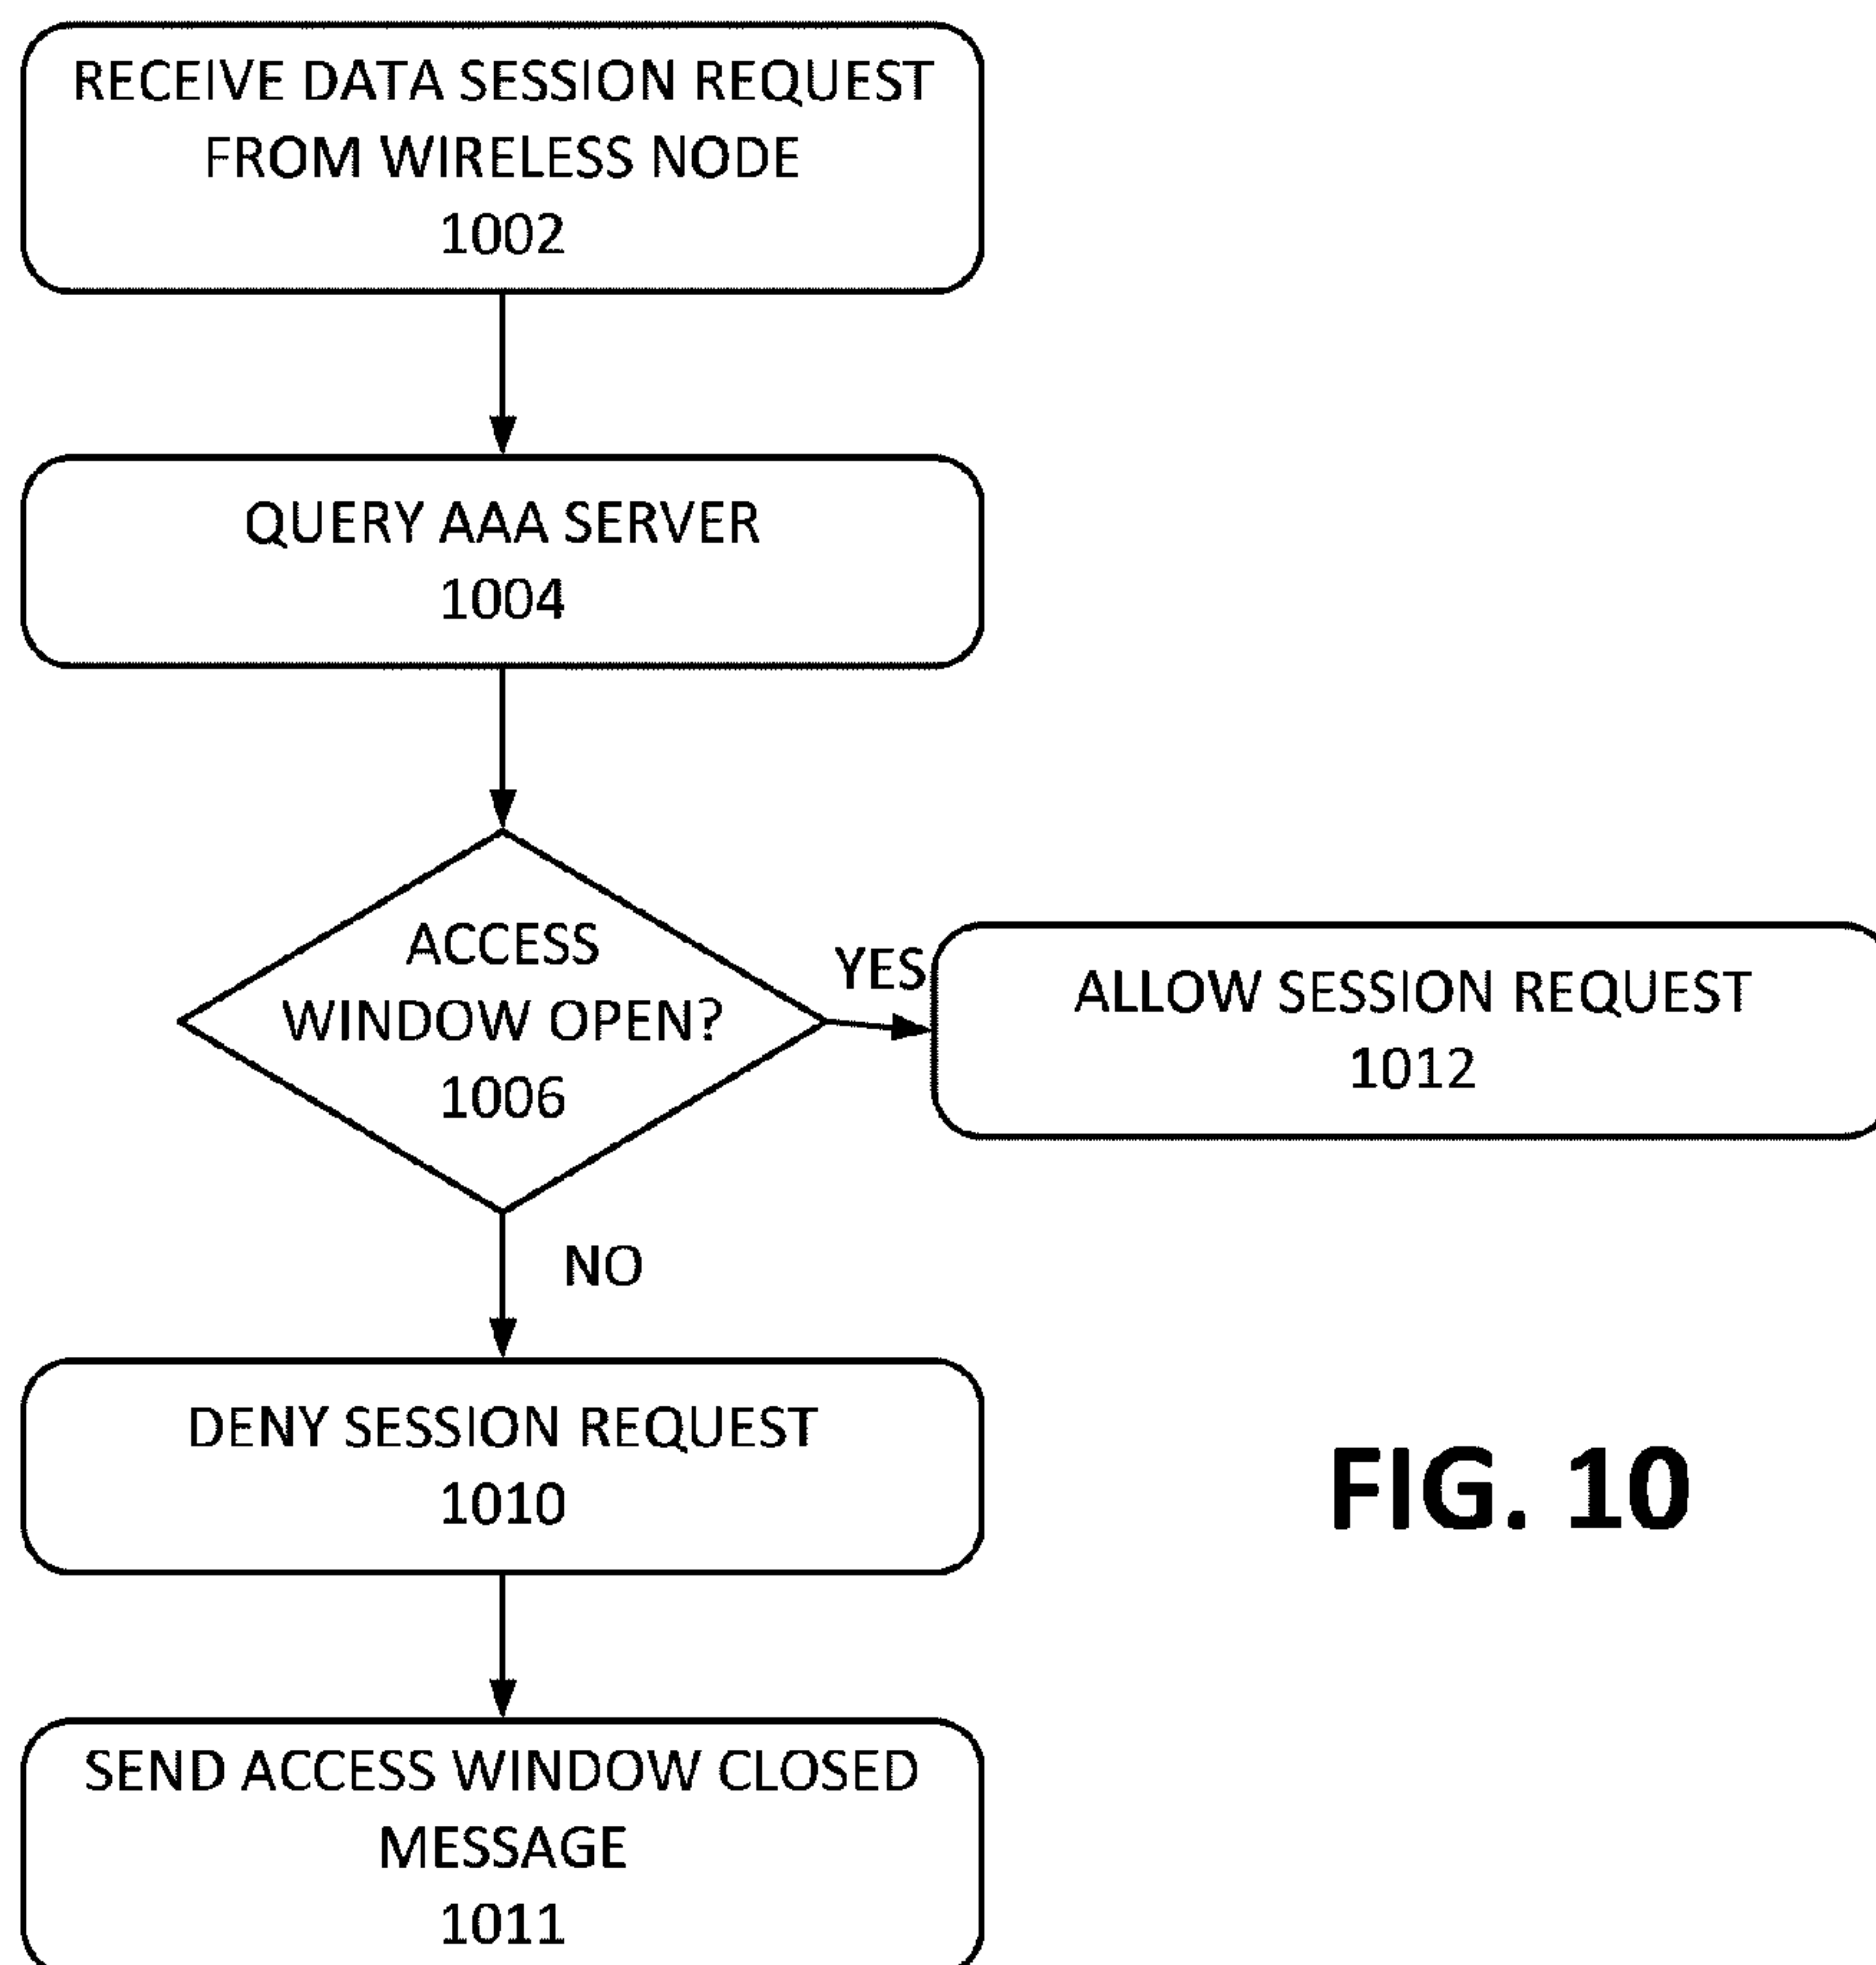 RECEIVE DATA SESSION REQUEST
FROM WIRELESS NODE
1002
QUERY AAA SERVER
1004
ACCESS
WINDOW OPEN?
1006
YES
ALLOW SESSION REQUEST
1012
NO
DENY SESSION REQUEST
1010
FIG. 10
SEND ACCESS WINDOW CLOSED
MESSAGE
1011